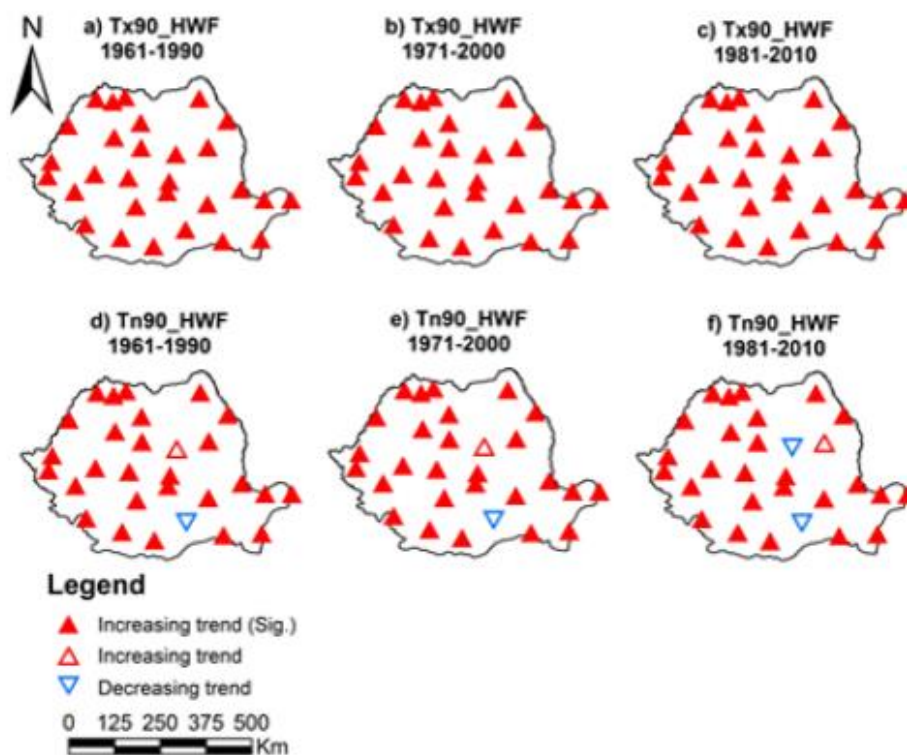 N
a) Tx90_HWF
1961-1990
b) Tx90_HWF
1971-2000
c) Tx90_HWF
1981-2010
d) Tn90_HWF
1961-1990
e) Tn90_HWF
1971-2000
f) Tn90_HWF
1981-2010
Legend
Increasing trend (Sig.)
Increasing trend
Decreasing trend
0 125 250 375 500
Km